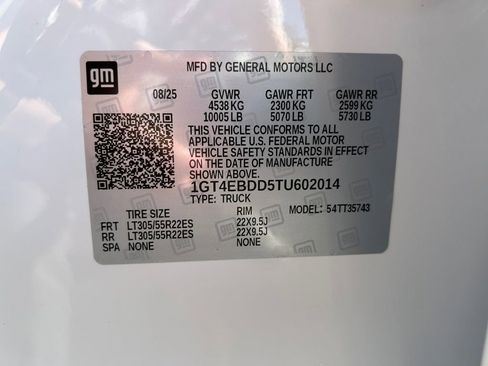 gm
MFD BY GENERAL MOTORS LLC
08/25 GVWR GAWR FRT GAWR RR
4538 KG 2300 KG 2599 KG
10005 LB 5070 LB 5730 LB
THIS VEHICLE CONFORMS TO ALL
APPLICABLE U.S. FEDERAL MOTOR
VEHICLE SAFETY STANDARDS IN EFFECT
ON THE DATE OF MANUFACTURE
SHOWN ABOVE.
1GT4EBDD5TU602014
TYPE: TRUCK
TIRE SIZE RIM MODEL: 54TT35743
FRT LT305/55R22ES 22X9.5J
RR LT305/55R22ES 22X9.5J
SPA NONE NONE